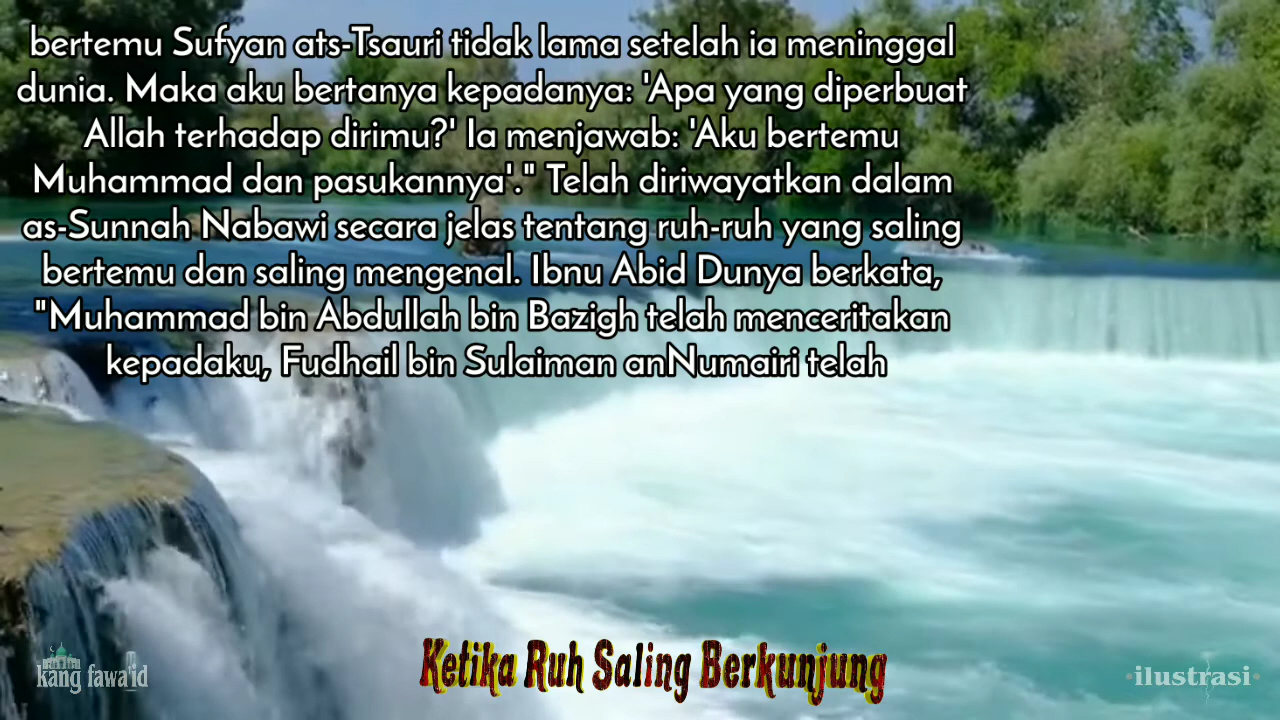 bertemu Sufyan ats-Tsauri tidak lama setelah ia meninggal
dunia. Maka aku bertanya kepadanya: 'Apa yang diperbuat
Allah terhadap dirimu?' Ia menjawab: 'Aku bertemu
Muhammad dan pasukannya'." Telah diriwayatkan dalam
as-Sunnah Nabawi secara jelas tentang ruh-ruh yang saling
bertemu dan saling mengenal. Ibnu Abid Dunya berkata,
"Muhammad bin Abdullah bin Bazigh telah menceritakan
kepadaku, Fudhail bin Sulaiman anNumairi telah
Ketika Ruh Saling Berkunjung
kang fawa'id
•ilustrasi•